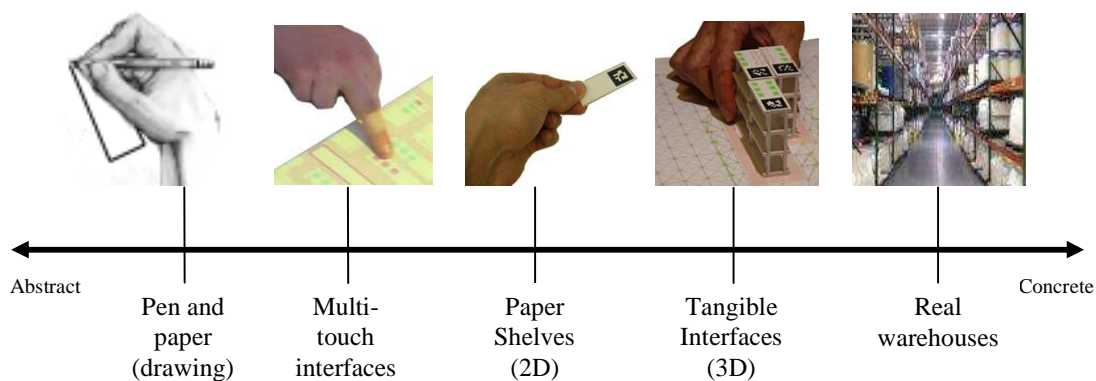 Abstract
Concrete
Pen and
paper
(drawing)
Multi-
touch
interfaces
Paper
Shelves
(2D)
Tangible
Interfaces
(3D)
Real
warehouses